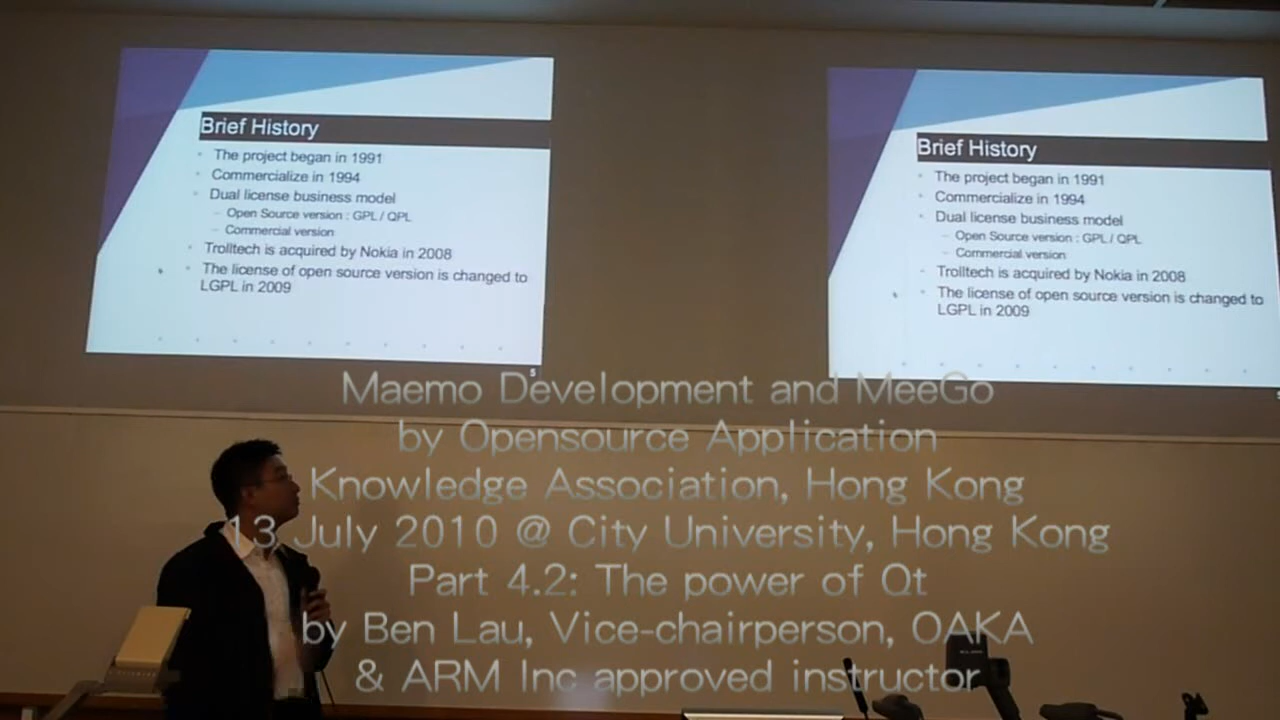 Brief History
The project began in 1991
Commercialize in 1994
Dual license business model
Open Source version : GPL / QPL
Commercial version
Trolltech is acquired by Nokia in 2008
The license of open source version is changed to
LGPL in 2009
5
Brief History
The project began in 1991
Commercialize in 1994
Dual license business model
Open Source version : GPL / QPL
Commercial version
Trolltech is acquired by Nokia in 2008
The license of open source version is changed to
LGPL in 2009
Maemo Development and MeeGo
by Opensource Application
Knowledge Association, Hong Kong
13 July 2010 @ City University, Hong Kong
Part 4.2: The power of Qt
by Ben Lau, Vice-chairperson, OAKA
& ARM Inc approved instructor